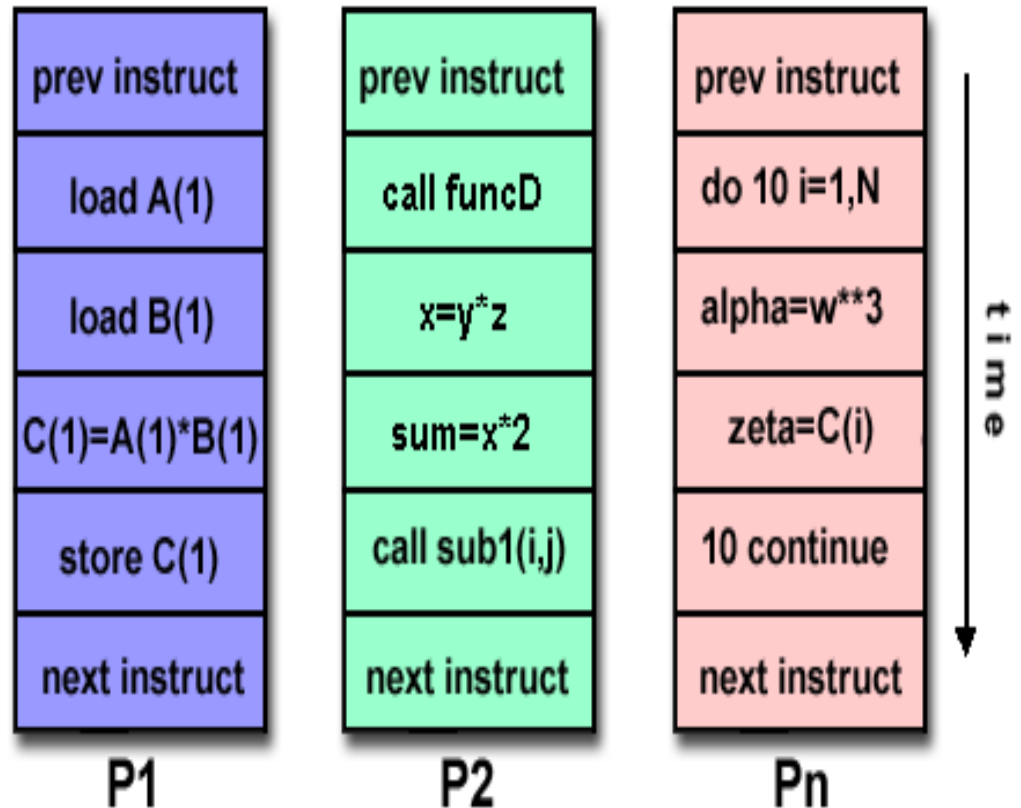 prev instruct
load A(1)
load B(1)
C(1)=A(1)*B(1)
store C(1)
next instruct
P1
prev instruct
call funcD
x=y*z
sum=x*2
call sub1(i,j)
next instruct
P2
prev instruct
do 10 i=1,N
alpha=w**3
zeta=C(i)
10 continue
next instruct
Pn
time